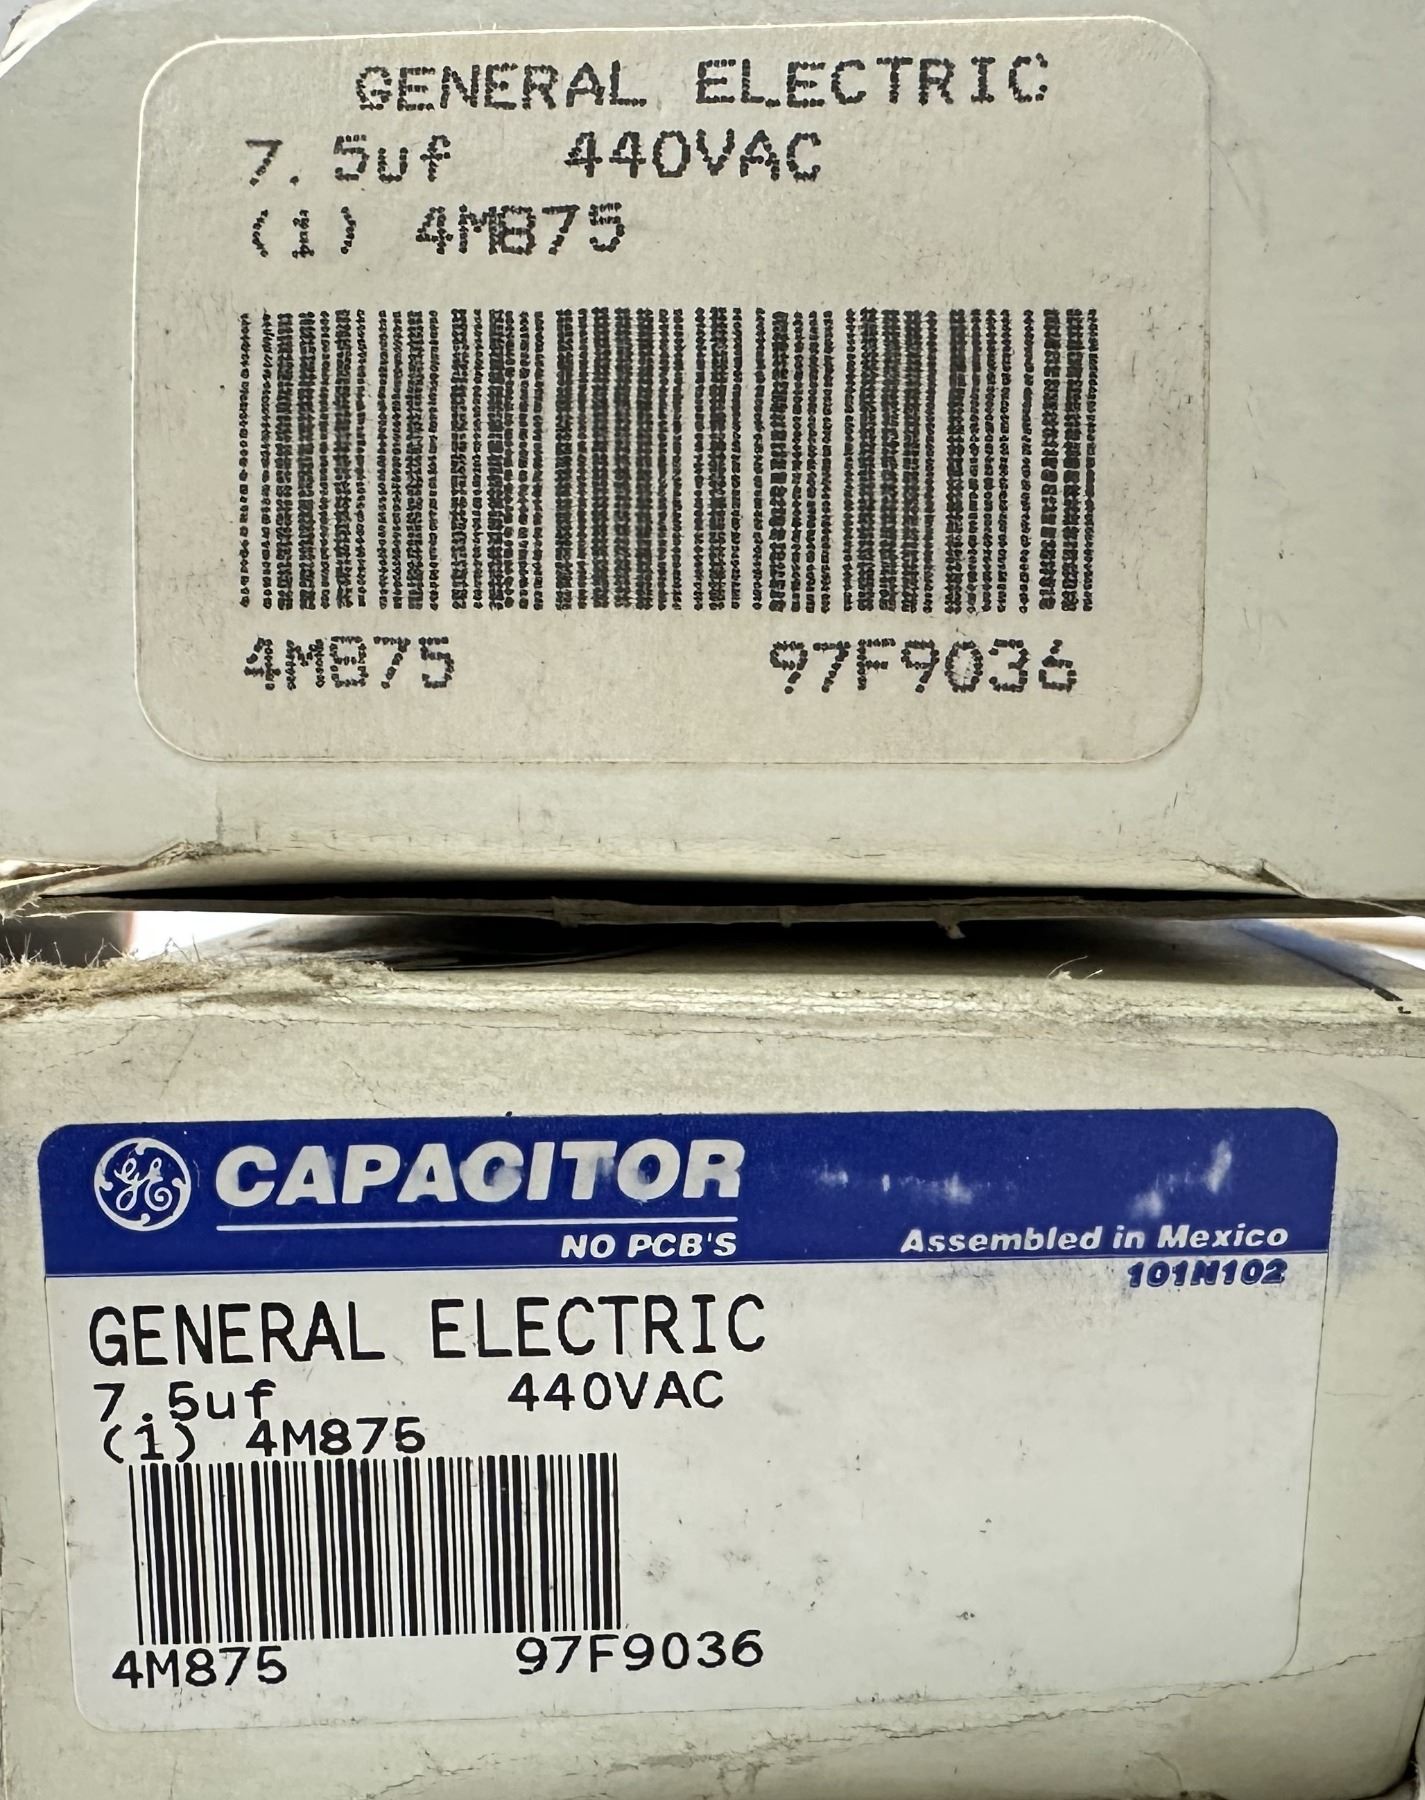 GENERAL ELECTRIC
7.5uf 440VAC
(1) 4M875
4M875 97F9036
GE CAPACITOR
NO PCB'S
Assembled in Mexico
101N102
GENERAL ELECTRIC
7.5uf 440VAC
(1) 4M875
4M875 97F9036